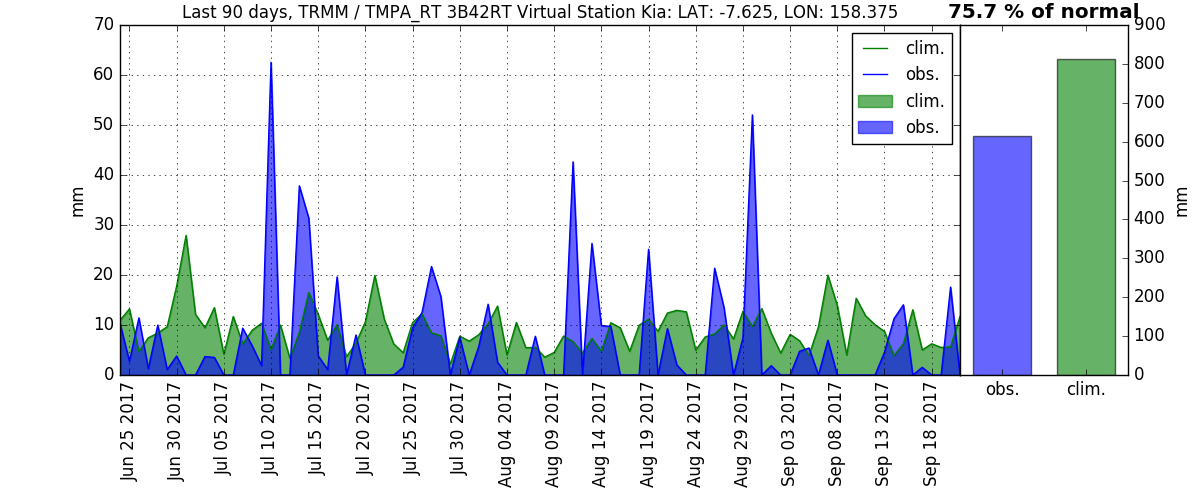 Last 90 days, TRMM / TMPA_RT 3B42RT Virtual Station Kia: LAT: -7.625, LON: 158.375
75.7 % of normal
70
60
50
40
30
20
10
0
mm
clim.
obs.
clim.
obs.
900
800
700
600
500
400
300
200
100
0
mm
obs.
clim.
Jun 25 2017
Jun 30 2017
Jul 05 2017
Jul 10 2017
Jul 15 2017
Jul 20 2017
Jul 25 2017
Jul 30 2017
Aug 04 2017
Aug 09 2017
Aug 14 2017
Aug 19 2017
Aug 24 2017
Aug 29 2017
Sep 03 2017
Sep 08 2017
Sep 13 2017
Sep 18 2017